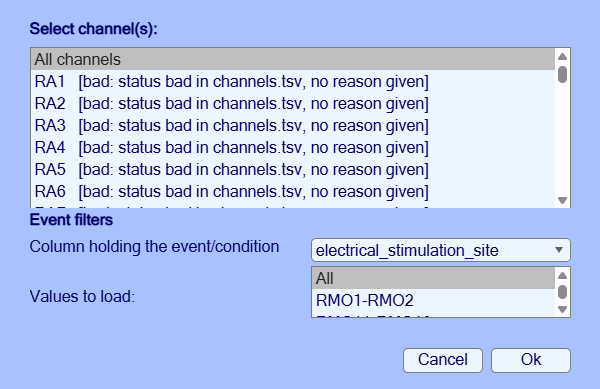 Select channel(s):
All channels
RA1 [bad: status bad in channels.tsv, no reason given]
RA2 [bad: status bad in channels.tsv, no reason given]
RA3 [bad: status bad in channels.tsv, no reason given]
RA4 [bad: status bad in channels.tsv, no reason given]
RA5 [bad: status bad in channels.tsv, no reason given]
RA6 [bad: status bad in channels.tsv, no reason given]
Event filters
Column holding the event/condition electrical_stimulation_site
All
Values to load: RMO1-RMO2
Cancel Ok